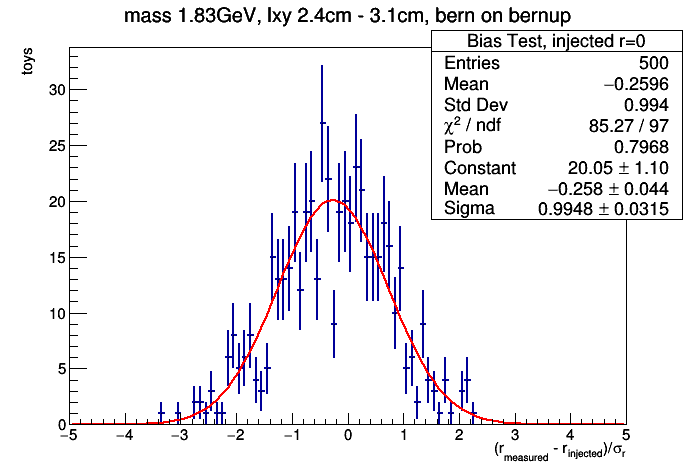 mass 1.83GeV, lxy 2.4cm - 3.1cm, bern on bernup
Bias Test, injected r=0
Entries 500
Mean −0.2596
Std Dev 0.994
χ² / ndf 85.27 / 97
Prob 0.7968
Constant 20.05 ± 1.10
Mean −0.258 ± 0.044
Sigma 0.9948 ± 0.0315
toys
30
25
20
15
10
5
0
−5 −4 −3 −2 −1 0 1 2 3 4 5
(r_measured - r_injected)/σ_r